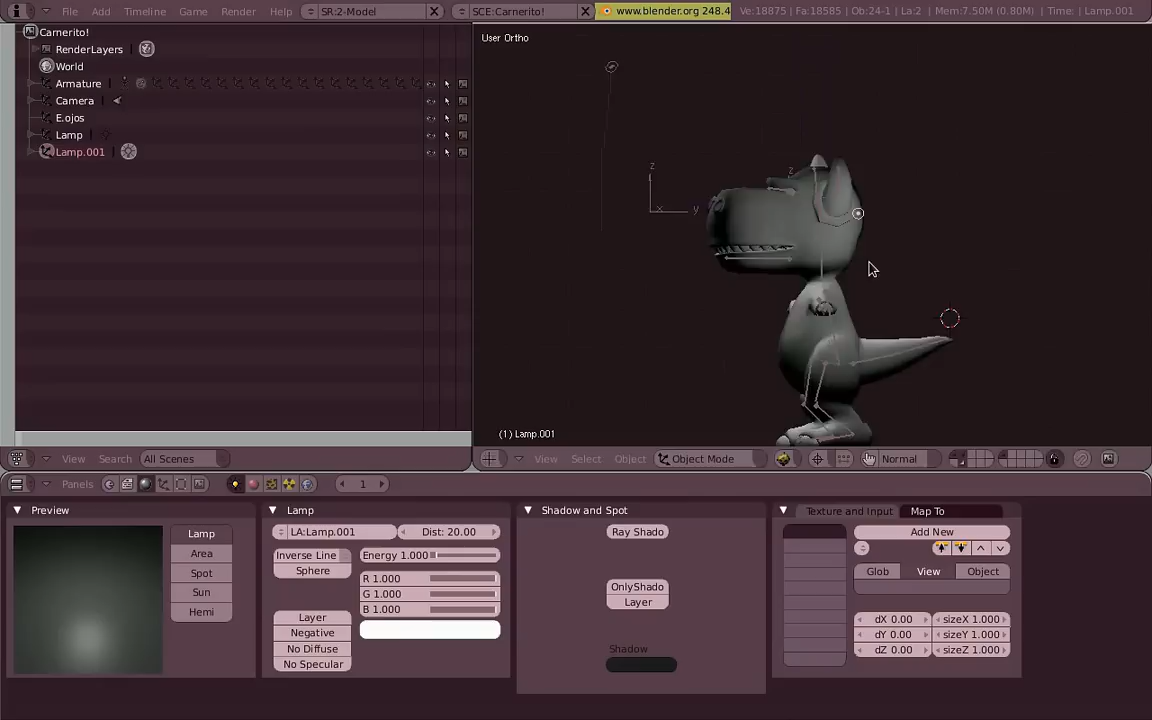 File Add Timeline Game Render Help SR:2-Model SCE:Carnerito! www.blender.org 248.4 Ve:18875 | Fa:18585 | Ob:24-1 | La:2 | Mem:7.50M (0.80M) | Time: | Lamp.001
Carnerito!
RenderLayers
World
Armature
Camera
E.ojos
Lamp
Lamp.001
User Ortho
z
x y
z
(1) Lamp.001
View Search All Scenes
View Select Object Object Mode Normal
Panels 1
Preview
Lamp
Area
Spot
Sun
Hemi
Lamp
LA:Lamp.001 Dist: 20.00
Inverse Line Energy 1.000
Sphere
R 1.000
G 1.000
B 1.000
Layer
Negative
No Diffuse
No Specular
Shadow and Spot
Ray Shado
OnlyShado
Layer
Shadow
Texture and Input Map To
Add New
Glob View Object
dX 0.00 sizeX 1.000
dY 0.00 sizeY 1.000
dZ 0.00 sizeZ 1.000